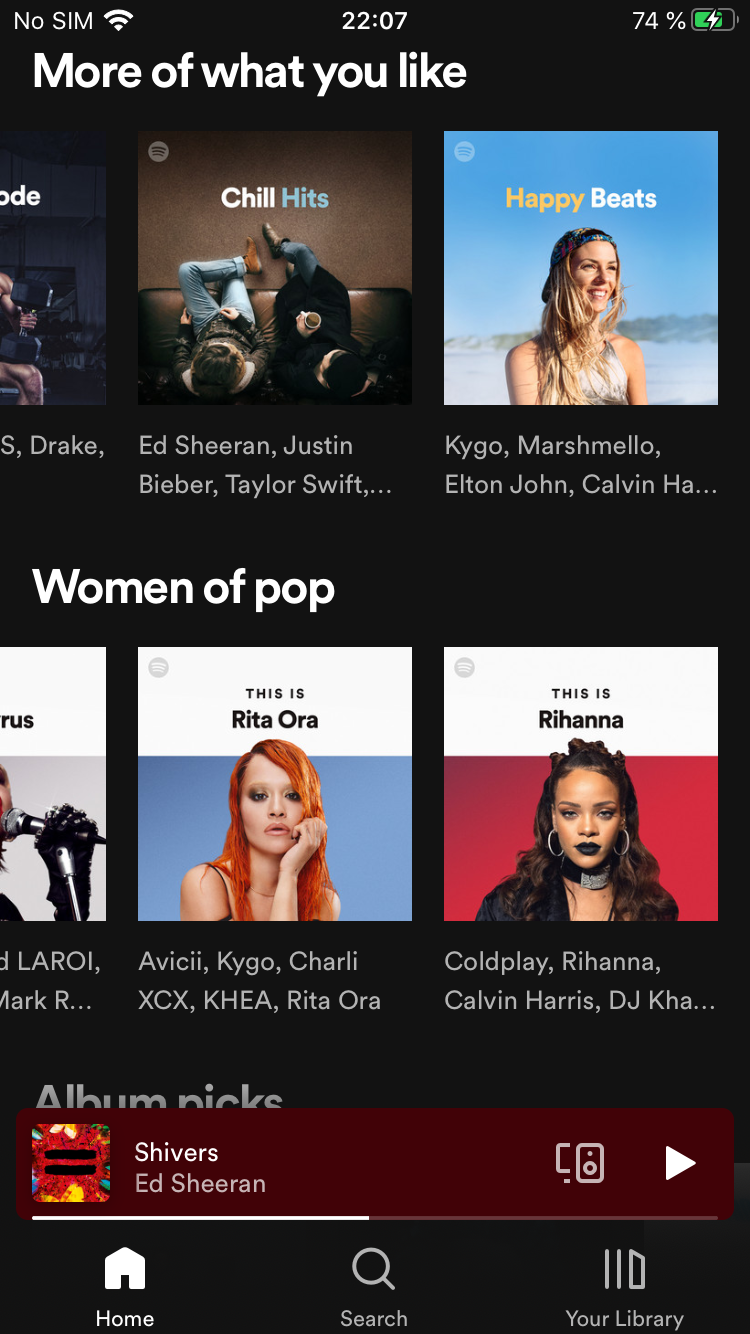 No SIM 22:07 74 %
More of what you like
ode
Chill Hits
Happy Beats
S, Drake,
Ed Sheeran, Justin
Bieber, Taylor Swift,...
Kygo, Marshmello,
Elton John, Calvin Ha...
Women of pop
rus
THIS IS
Rita Ora
THIS IS
Rihanna
d LAROI,
Mark R...
Avicii, Kygo, Charli
XCX, KHEA, Rita Ora
Coldplay, Rihanna,
Calvin Harris, DJ Kha...
Album picks
Shivers
Ed Sheeran
Home
Search
Your Library